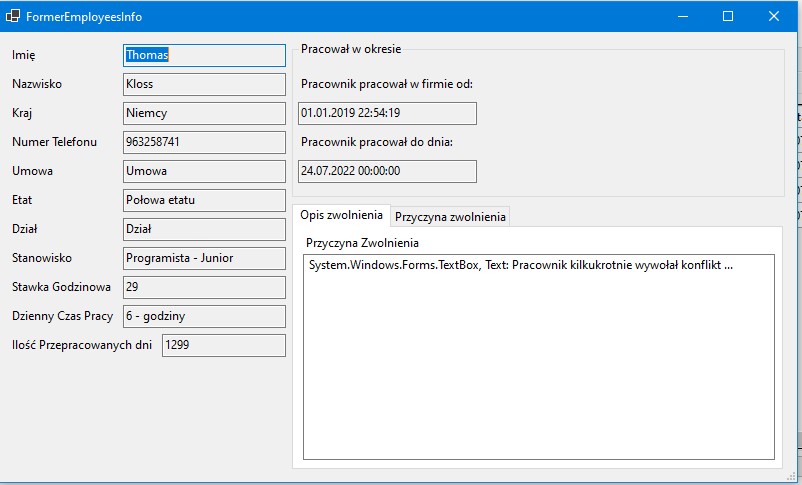 FormerEmployeesInfo
Imię Thomas
Nazwisko Kloss
Kraj Niemcy
Numer Telefonu 963258741
Umowa Umowa
Etat Połowa etatu
Dział Dział
Stanowisko Programista - Junior
Stawka Godzinowa 29
Dzienny Czas Pracy 6 - godziny
Ilość Przepracowanych dni 1299
Pracował w okresie
Pracownik pracował w firmie od:
01.01.2019 22:54:19
Pracownik pracował do dnia:
24.07.2022 00:00:00
Opis zwolnienia Przyczyna zwolnienia
Przyczyna Zwolnienia
System.Windows.Forms.TextBox, Text: Pracownik kilkukrotnie wywołał konflikt ...